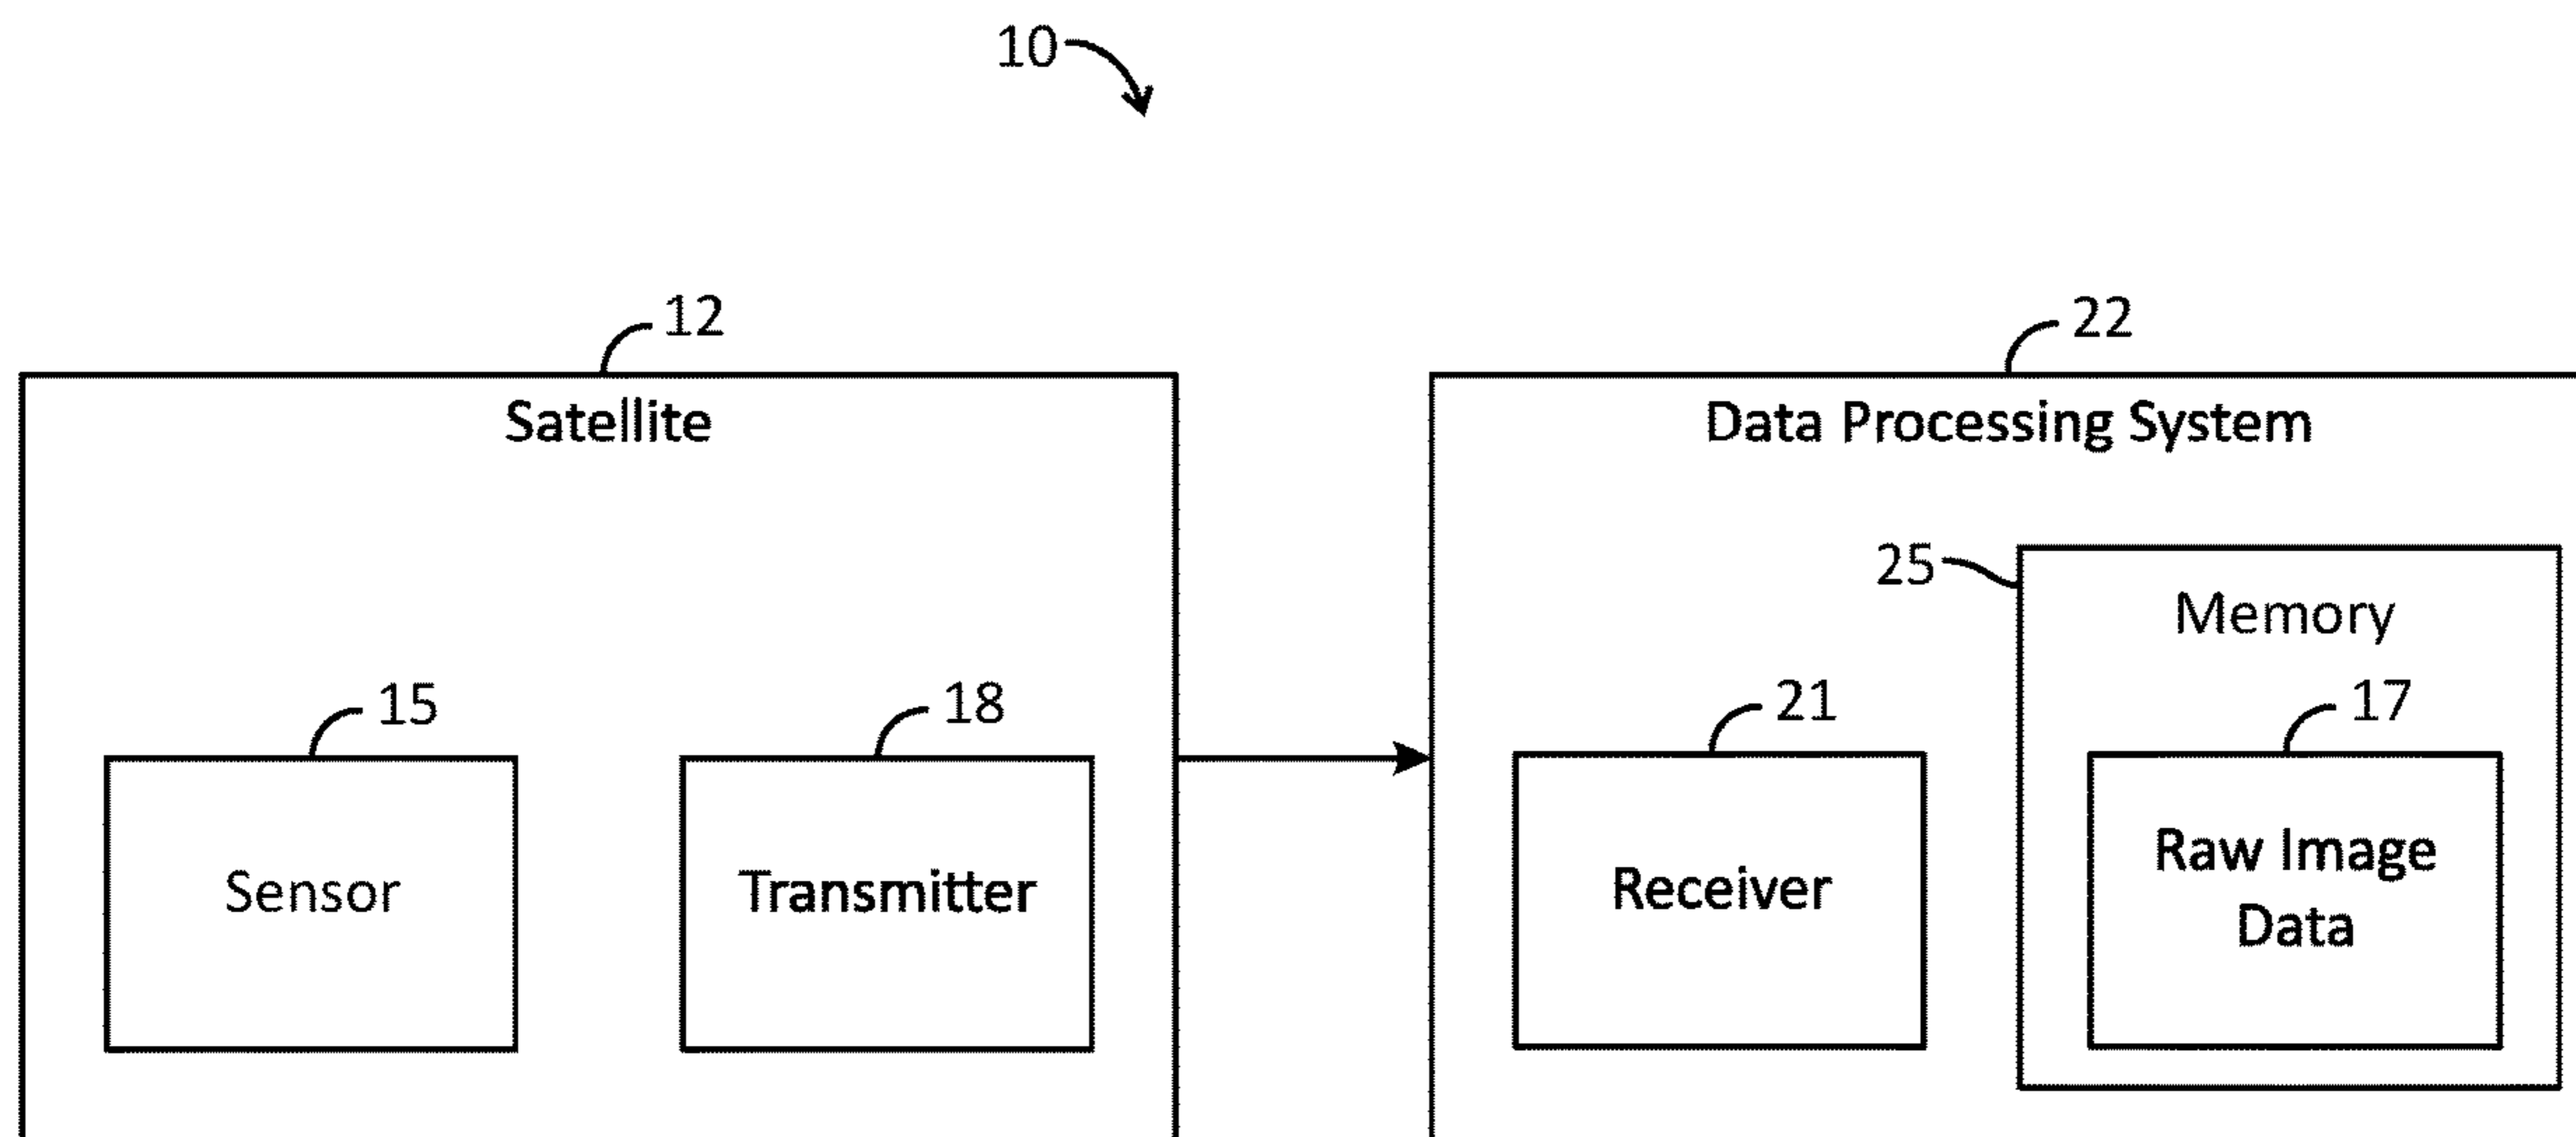 10
12
Satellite
15
Sensor
18
Transmitter
22
Data Processing System
25
Memory
21
Receiver
17
Raw Image
Data